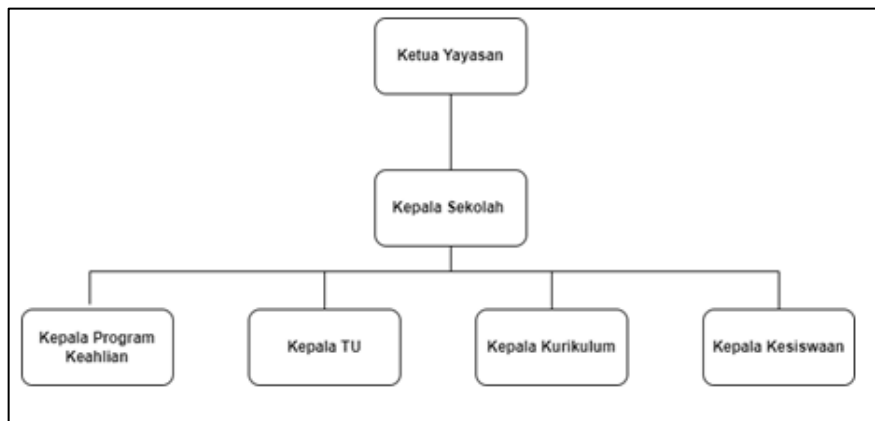 Ketua Yayasan
Kepala Sekolah
Kepala Program
Keahlian
Kepala TU
Kepala Kurikulum
Kepala Kesiswaan